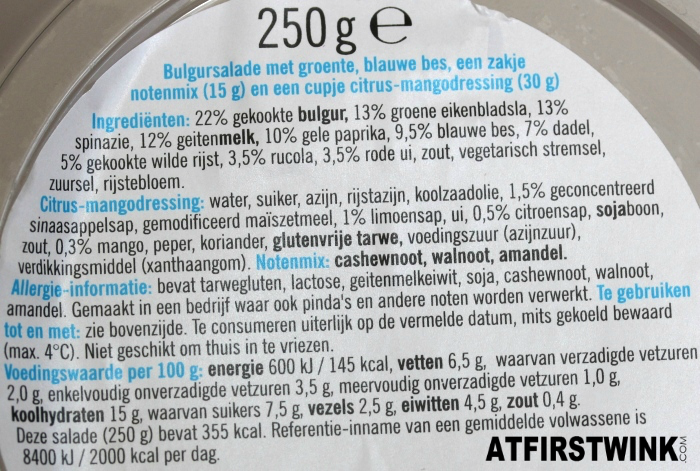 250 g ℮
Bulgursalade met groente, blauwe bes, een zakje
notenmix (15 g) en een cupje citrus-mangodressing (30 g)
Ingrediënten: 22% gekookte bulgur, 13% groene eikenbladsla, 13%
spinazie, 12% geitenmelk, 10% gele paprika, 9,5% blauwe bes, 7% dadel,
5% gekookte wilde rijst, 3,5% rucola, 3,5% rode ui, zout, vegetarisch stremsel,
zuursel, rijstebloem.
Citrus-mangodressing: water, suiker, azijn, rijstazijn, koolzaadolie, 1,5% geconcentreerd
sinaasappelsap, gemodificeerd maïszetmeel, 1% limoensap, ui, 0,5% citroensap, sojaboon,
zout, 0,3% mango, peper, koriander, glutenvrije tarwe, voedingszuur (azijnzuur),
verdikkingsmiddel (xanthaangom). Notenmix: cashewnoot, walnoot, amandel.
Allergie-informatie: bevat tarwegluten, lactose, geitenmelkeiwit, soja, cashewnoot, walnoot,
amandel. Gemaakt in een bedrijf waar ook pinda's en andere noten worden verwerkt. Te gebruiken
tot en met: zie bovenzijde. Te consumeren uiterlijk op de vermelde datum, mits gekoeld bewaard
(max. 4°C). Niet geschikt om thuis in te vriezen.
Voedingswaarde per 100 g: energie 600 kJ / 145 kcal, vetten 6,5 g, waarvan verzadigde vetzuren
2,0 g, enkelvoudig onverzadigde vetzuren 3,5 g, meervoudig onverzadigde vetzuren 1,0 g,
koolhydraten 15 g, waarvan suikers 7,5 g, vezels 2,5 g, eiwitten 4,5 g, zout 0,4 g.
Deze salade (250 g) bevat 355 kcal. Referentie-inname van een gemiddelde volwassene is
8400 kJ / 2000 kcal per dag.
ATFIRSTWINK.COM